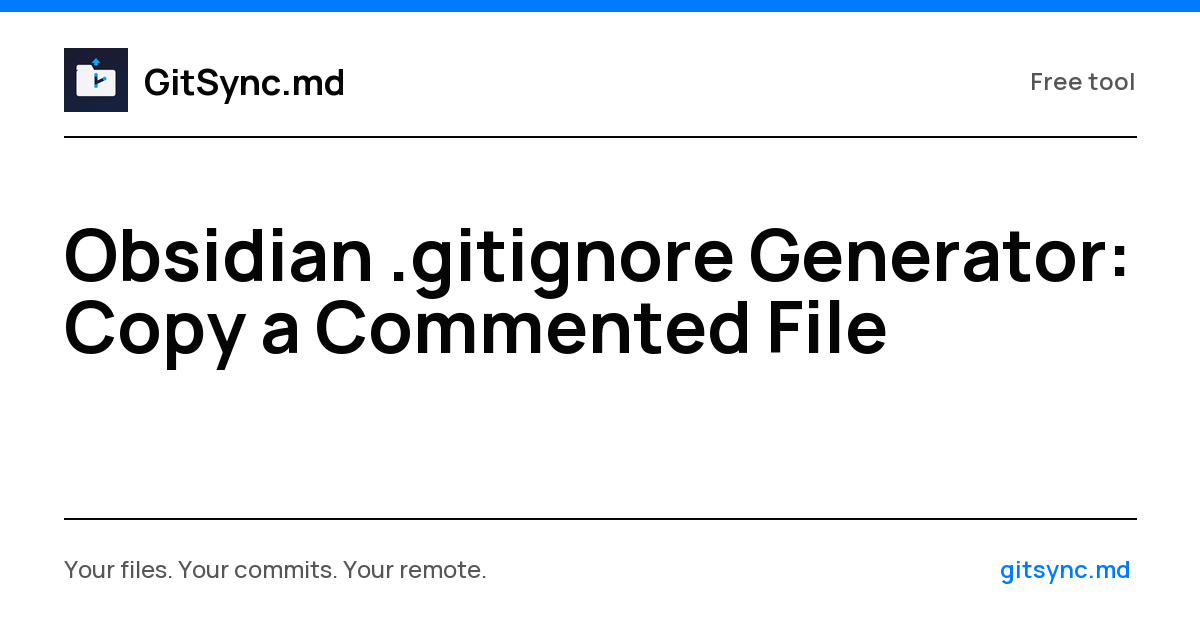 GitSync.md
Free tool
Obsidian .gitignore Generator:
Copy a Commented File
Your files. Your commits. Your remote.
gitsync.md